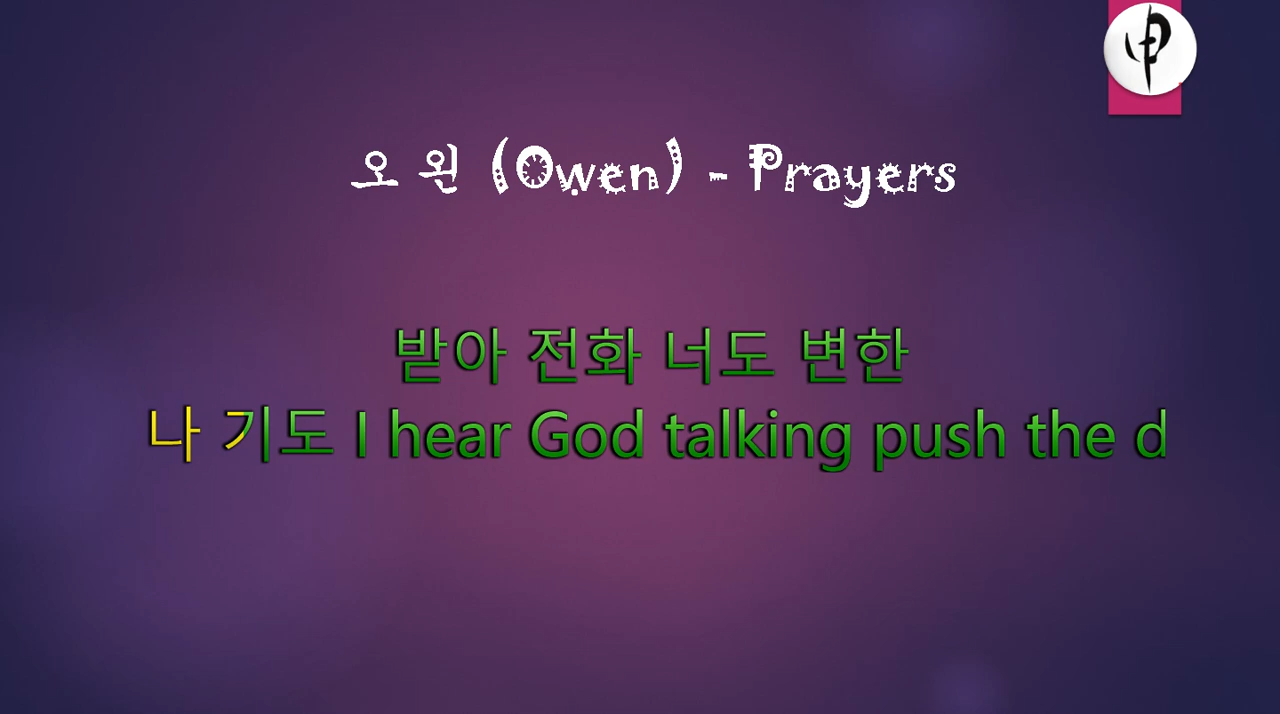 오 왼 (Owen) - Prayers
받아 전화 너도 변한
나 기도 I hear God talking push the d